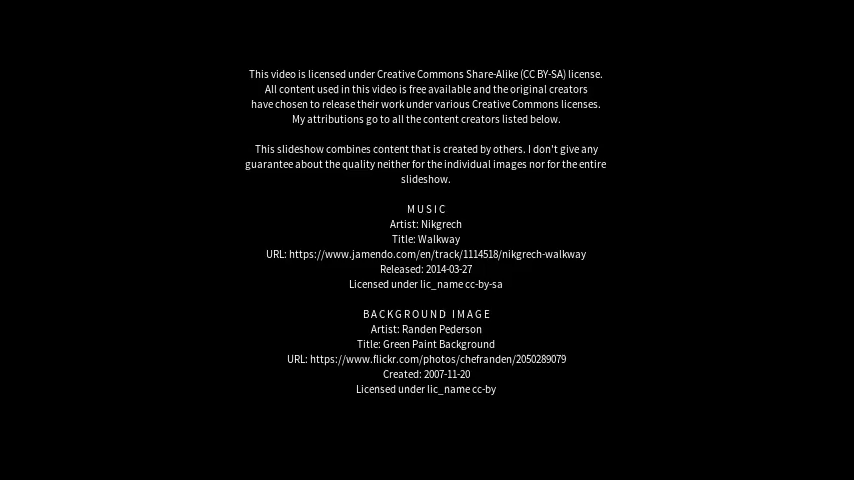 This video is licensed under Creative Commons Share-Alike (CC BY-SA) license.
All content used in this video is free available and the original creators
have chosen to release their work under various Creative Commons licenses.
My attributions go to all the content creators listed below.
This slideshow combines content that is created by others. I don't give any
guarantee about the quality neither for the individual images nor for the entire
slideshow.
MUSIC
Artist: Nikgrech
Title: Walkway
URL: https://www.jamendo.com/en/track/1114518/nikgrech-walkway
Released: 2014-03-27
Licensed under lic_name cc-by-sa
BACKGROUND IMAGE
Artist: Randen Pederson
Title: Green Paint Background
URL: https://www.flickr.com/photos/chefranden/2050289079
Created: 2007-11-20
Licensed under lic_name cc-by